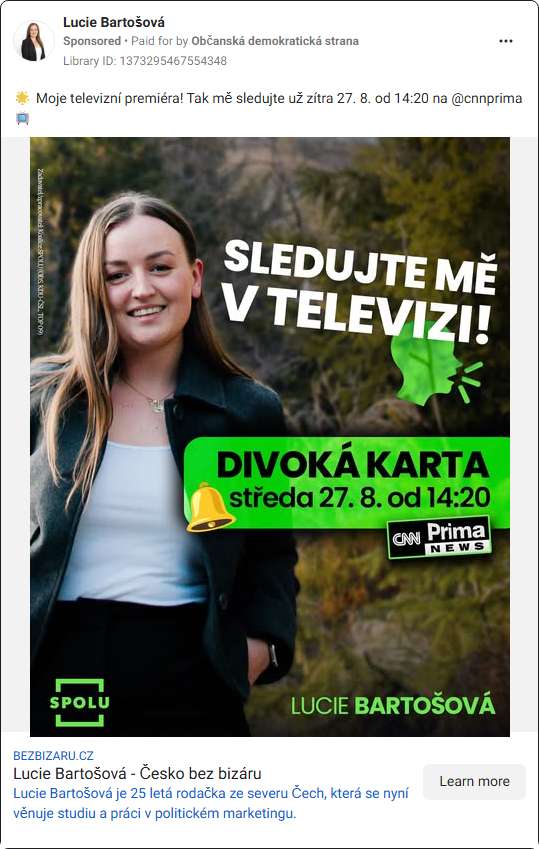 Lucie Bartošová
Sponsored • Paid for by Občanská demokratická strana
Library ID: 1373295467554348
🌟 Moje televizní premiéra! Tak mě sledujte už zítra 27. 8. od 14:20 na @cnnprima
📺
SLEDUJTE MĚ
V TELEVIZI!
DIVOKÁ KARTA
středa 27. 8. od 14:20
CNN Prima
NEWS
SPOLU
LUCIE BARTOŠOVÁ
BEZBIZARU.CZ
Lucie Bartošová - Česko bez bizáru
Lucie Bartošová je 25 letá rodačka ze severu Čech, která se nyní
věnuje studiu a práci v politickém marketingu.
Learn more